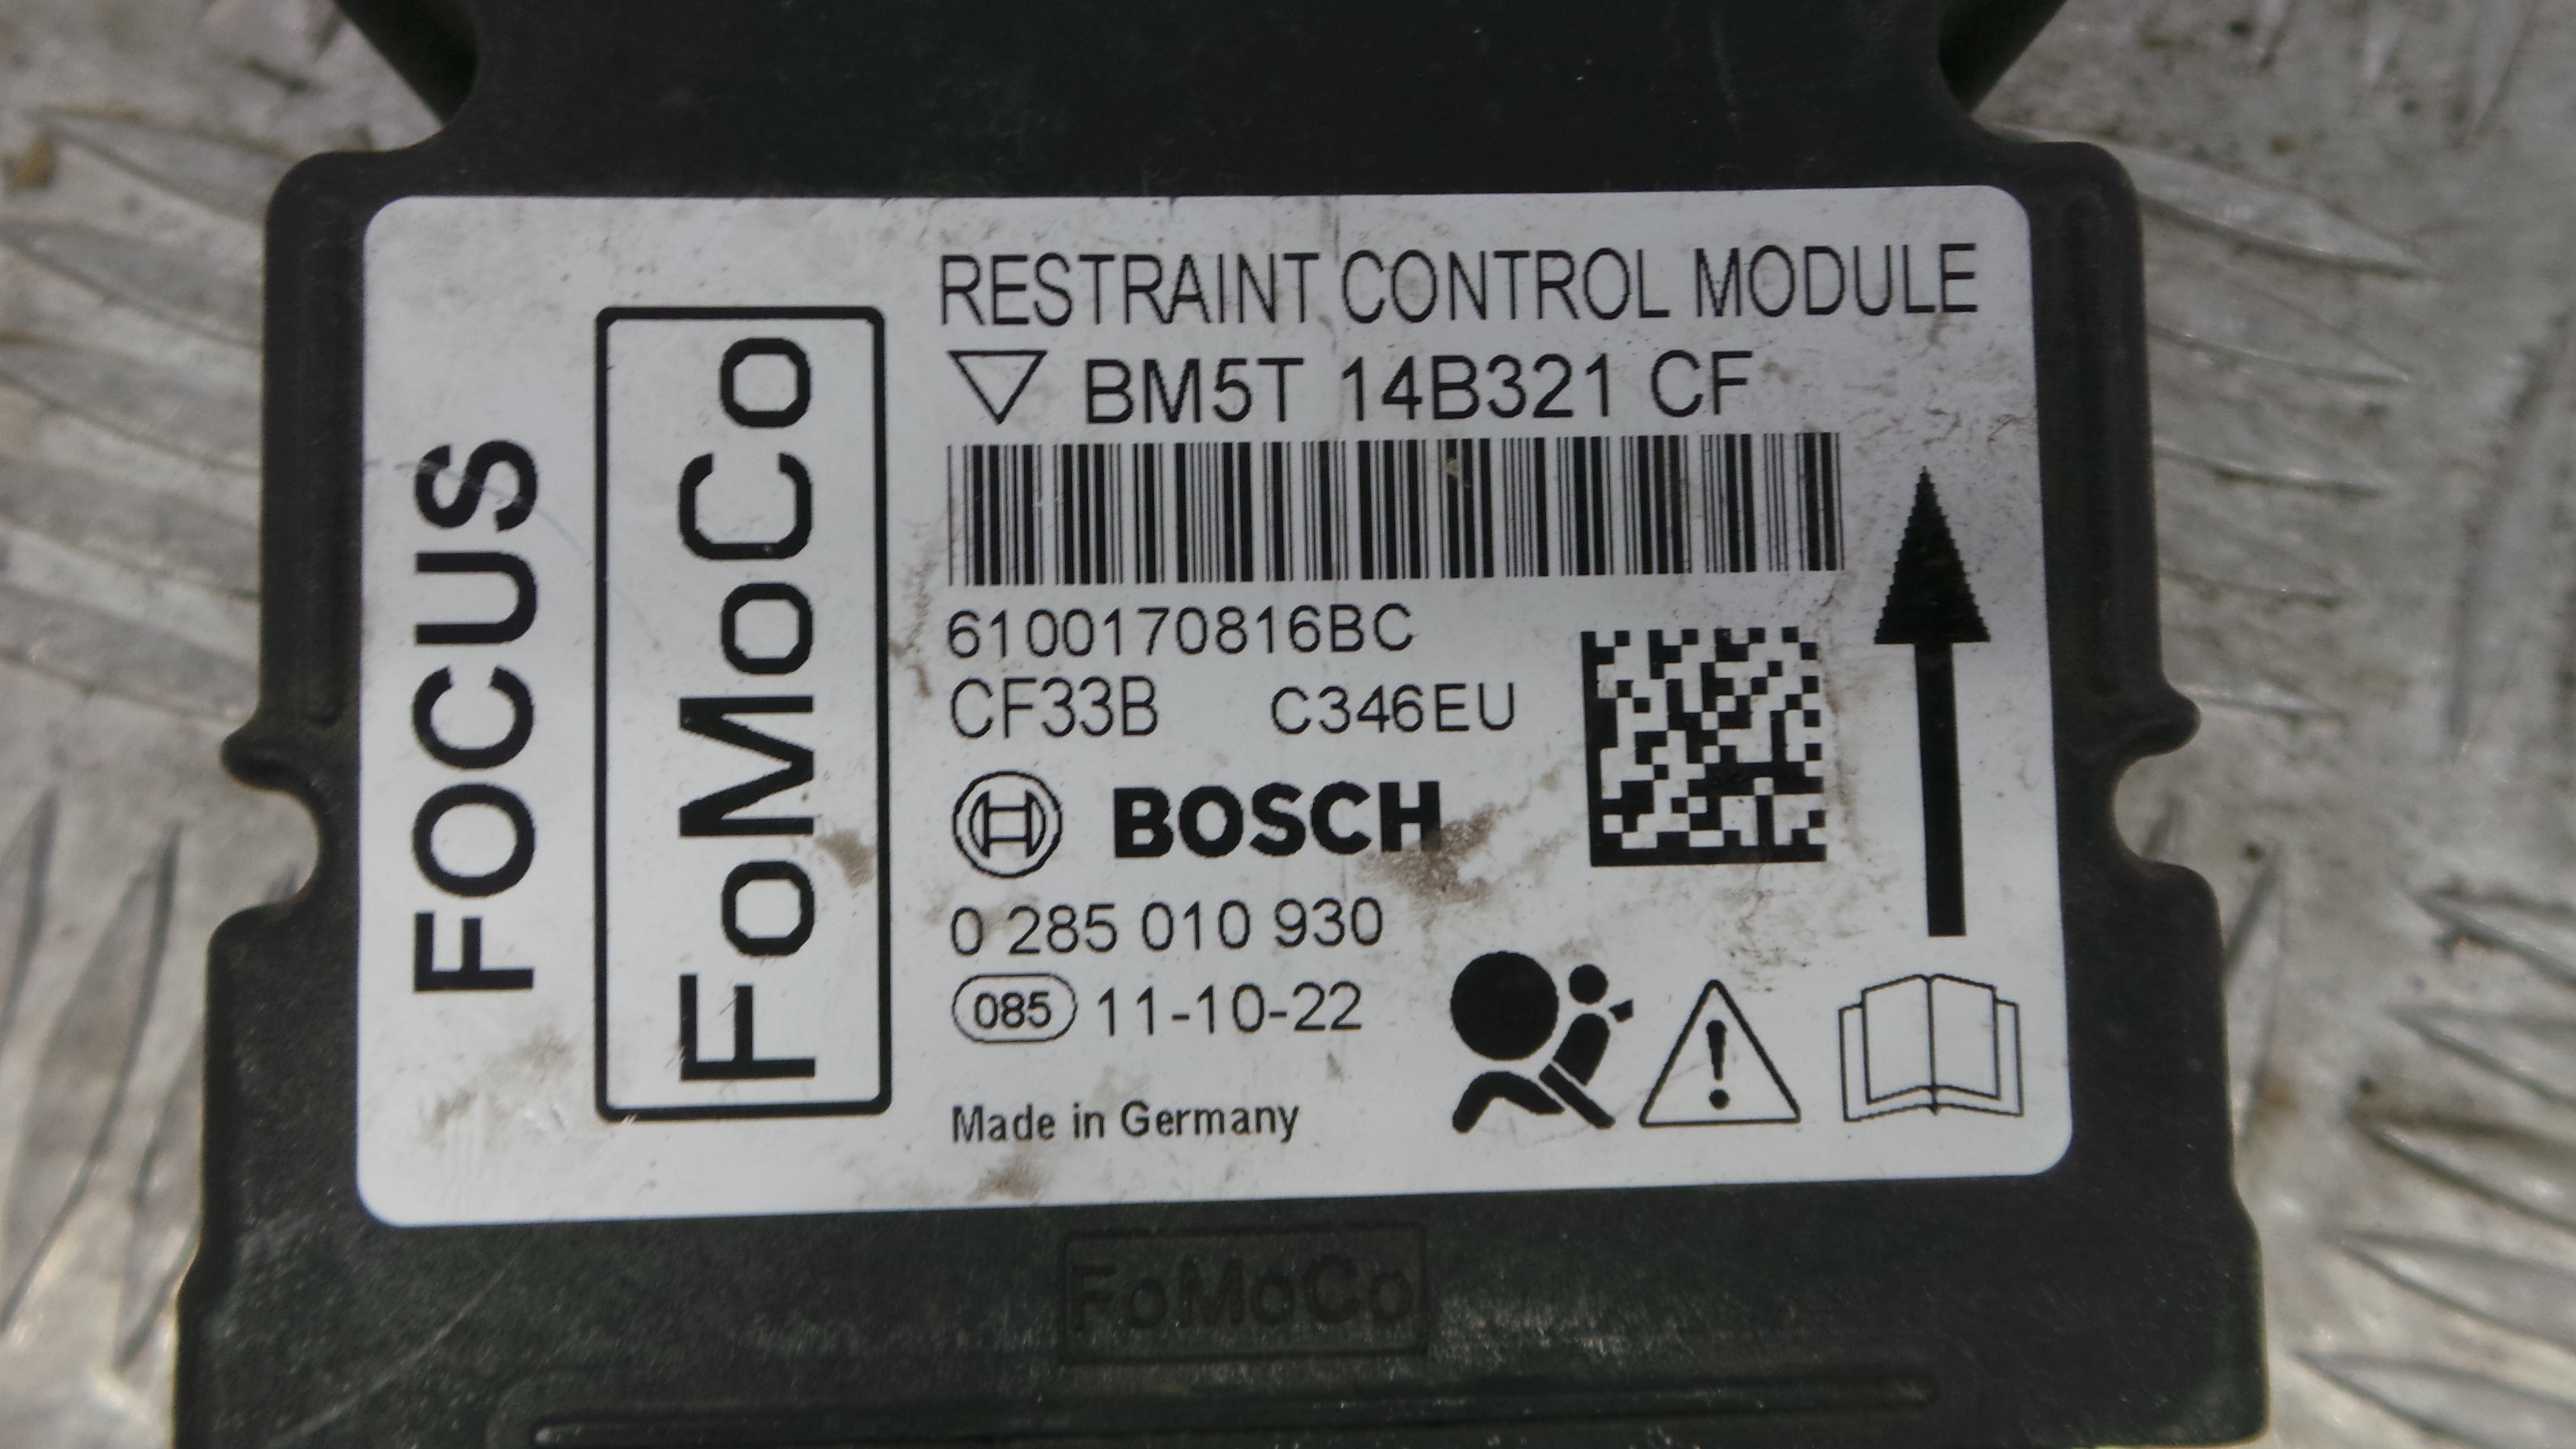 FOCUS
FoMoCo
RESTRAINT CONTROL MODULE
BM5T 14B321 CF
6100170816BC
CF33B C346EU
BOSCH
0 285 010 930
085 11-10-22
Made in Germany
FoMoCo